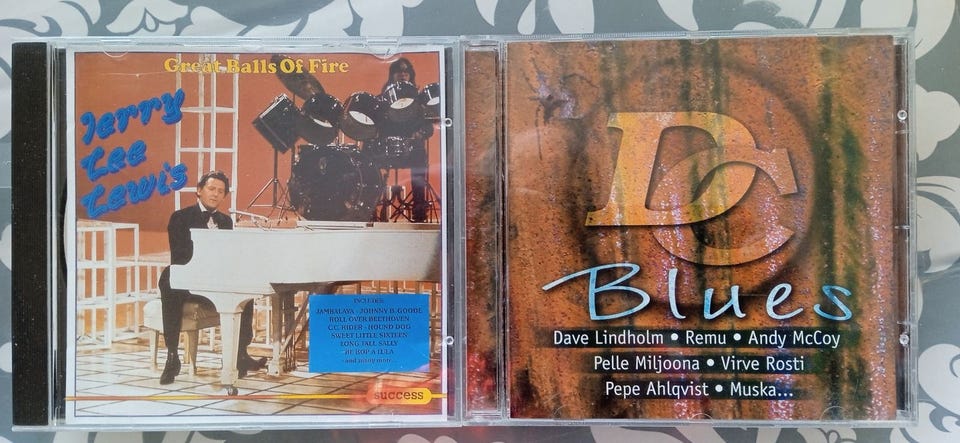 Great Balls Of Fire
Jerry
Lee
Lewis
INCLUDES:
JAMBALAYA - JOHNNY B. GOODE
ROLL OVER BEETHOVEN
C.C. RIDER - HOUND DOG
SWEET LITTLE SIXTEEN
LONG TALL SALLY
BE BOP A LULA
- and many more...
success
DC
Blues
Dave Lindholm • Remu • Andy McCoy
Pelle Miljoona • Virve Rosti
Pepe Ahlqvist • Muska...